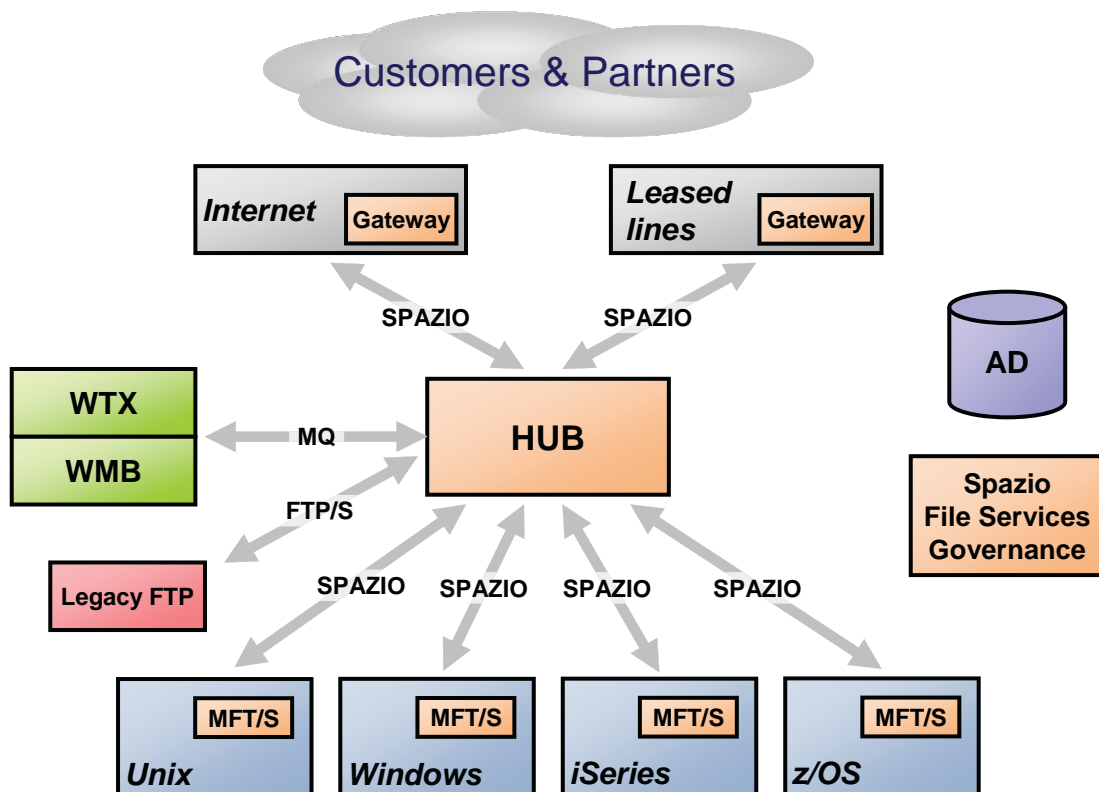 Customers & Partners
Internet
Gateway
Leased
lines
Gateway
SPAZIO
SPAZIO
AD
WTX
WMB
MQ
HUB
FTP/S
Spazio
File Services
Governance
Legacy FTP
SPAZIO
SPAZIO
SPAZIO
SPAZIO
MFT/S
Unix
MFT/S
Windows
MFT/S
iSeries
MFT/S
z/OS